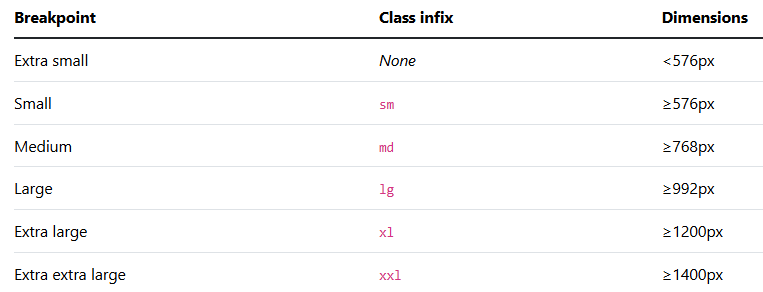 Breakpoint Class infix Dimensions
Extra small None <576px
Small sm ≥576px
Medium md ≥768px
Large lg ≥992px
Extra large xl ≥1200px
Extra extra large xxl ≥1400px